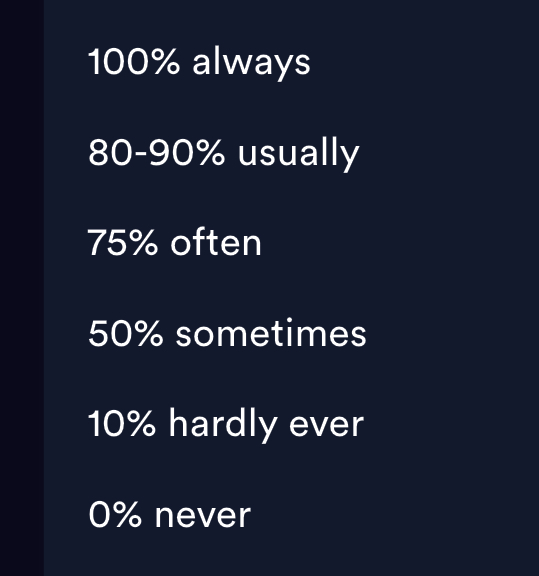 100% always
80-90% usually
75% often
50% sometimes
10% hardly ever
0% never